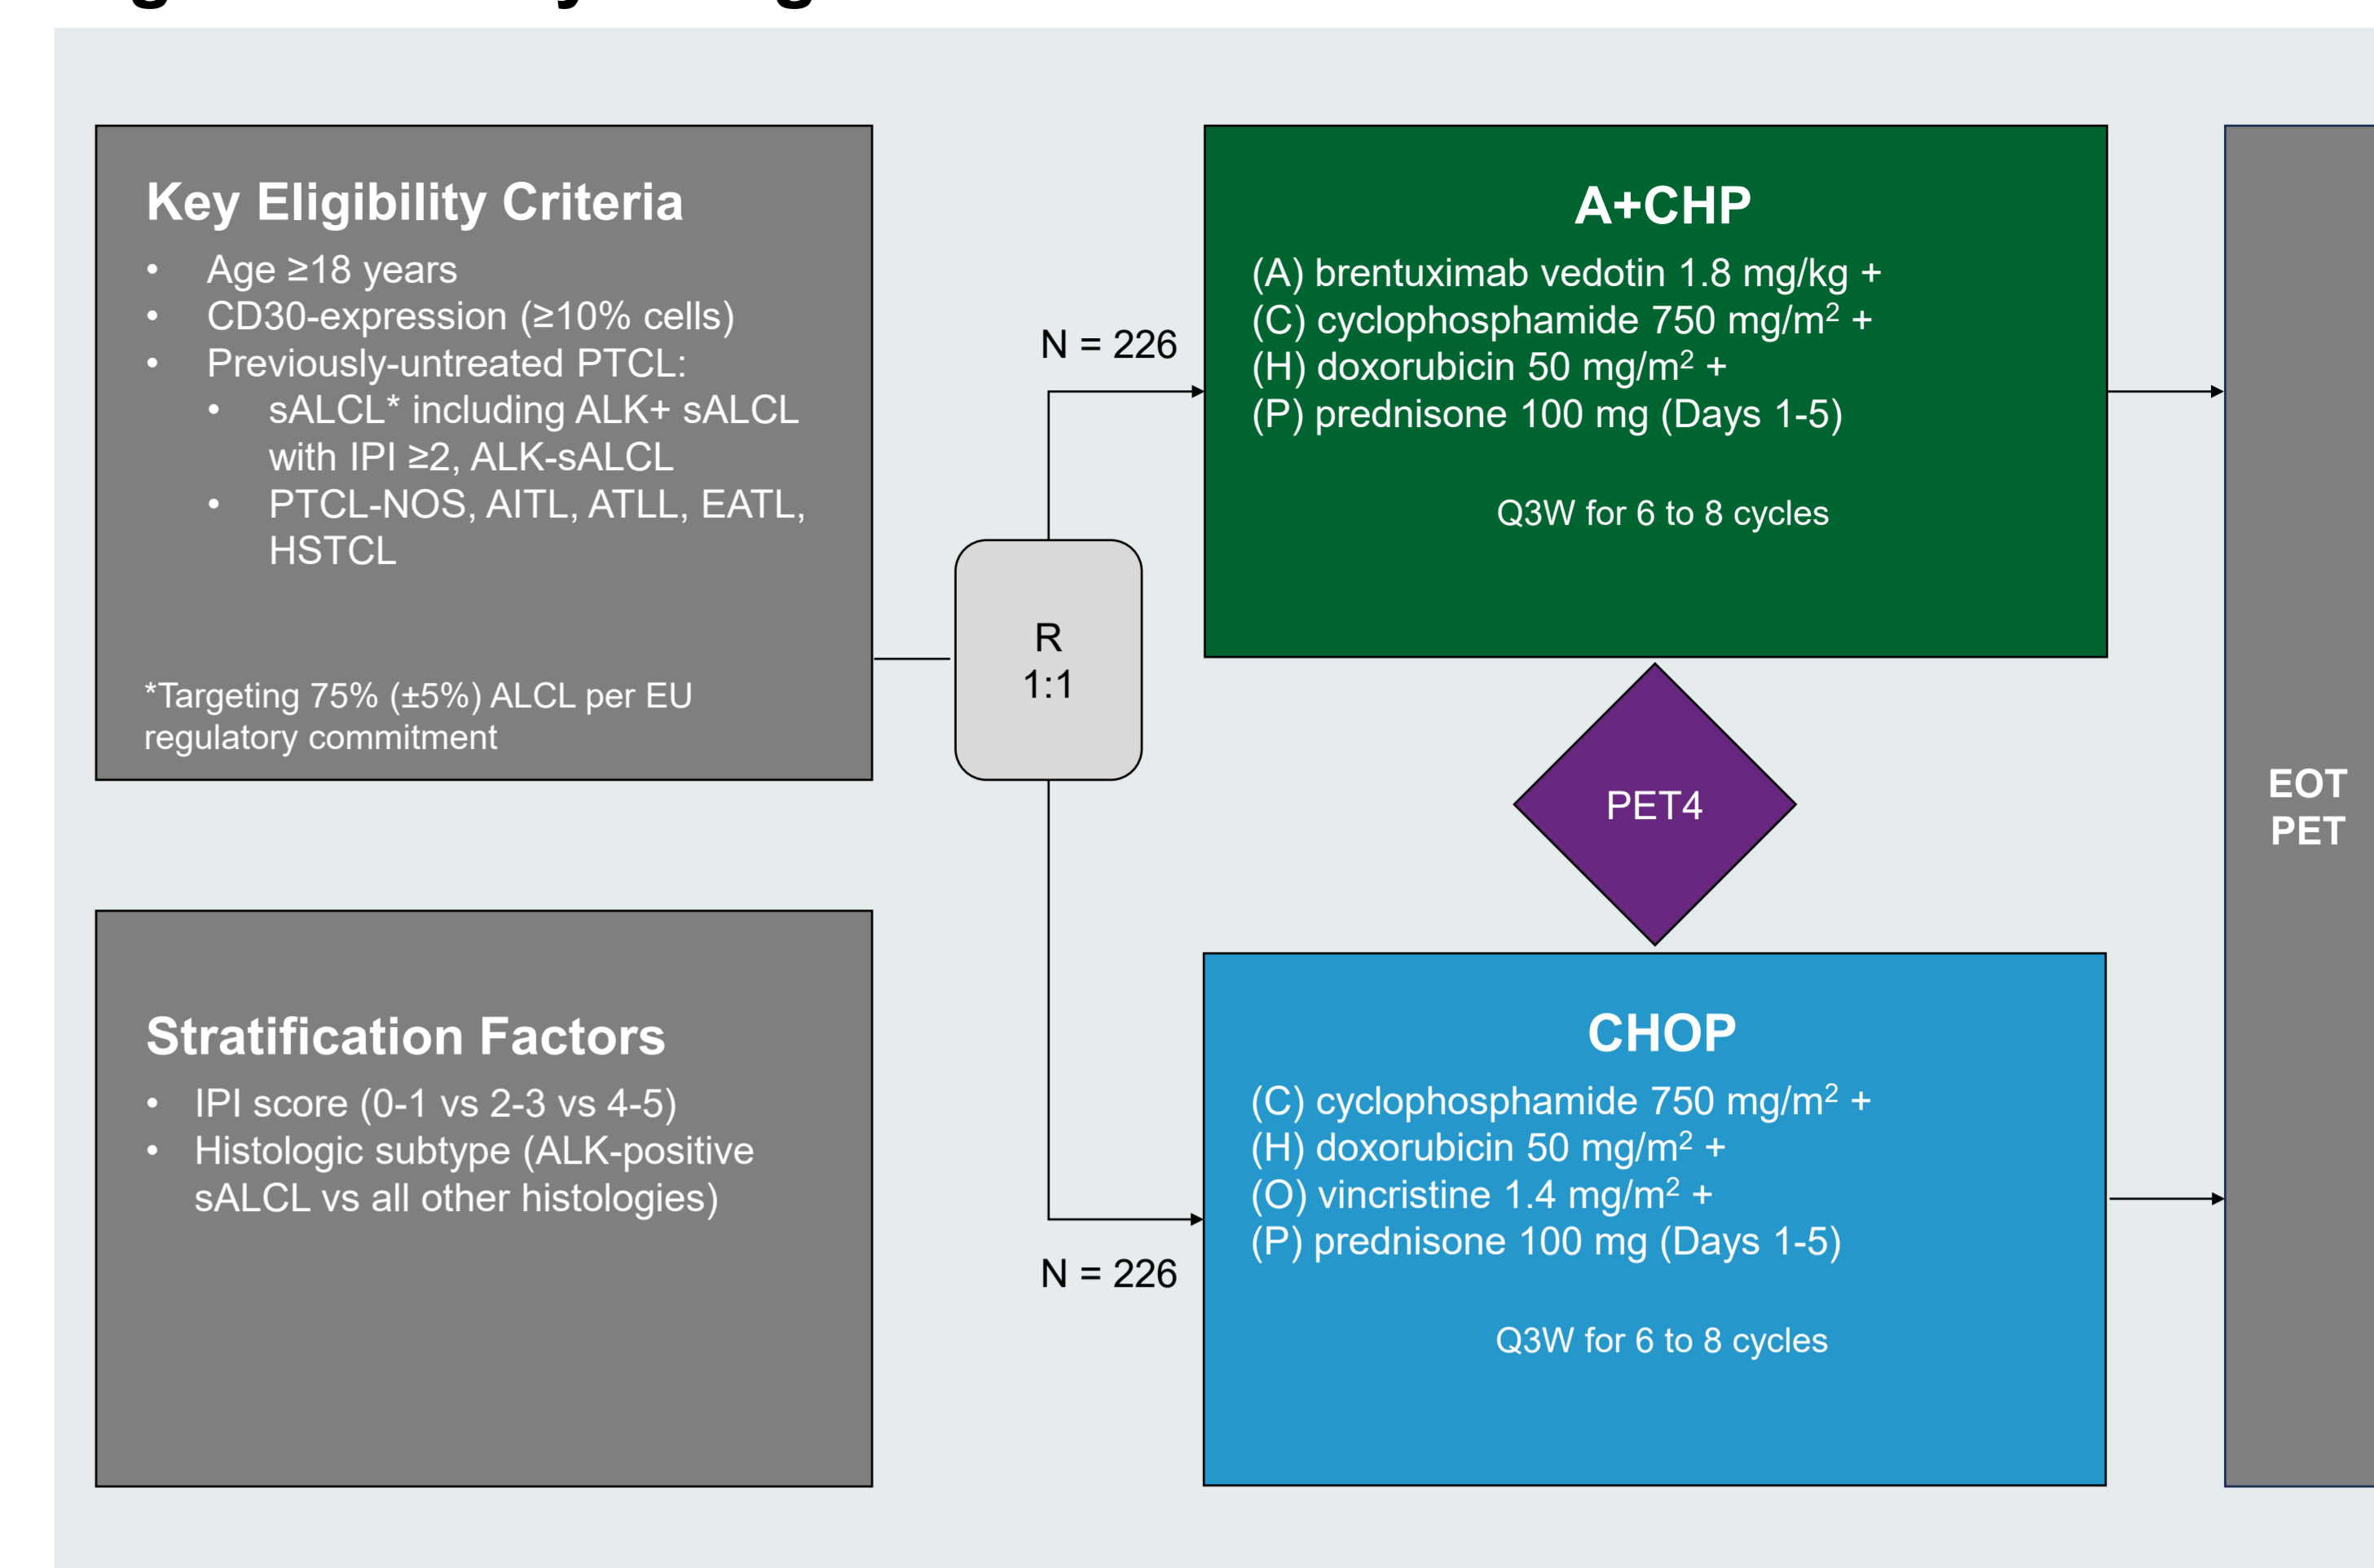 Key Eligibility Criteria
• Age ≥18 years
• CD30-expression (≥10% cells)
• Previously-untreated PTCL:
• sALCL* including ALK+ sALCL
with IPI ≥2, ALK-sALCL
• PTCL-NOS, AITL, ATLL, EATL,
HSTCL
*Targeting 75% (±5%) ALCL per EU
regulatory commitment
Stratification Factors
• IPI score (0-1 vs 2-3 vs 4-5)
• Histologic subtype (ALK-positive
sALCL vs all other histologies)
R
1:1
N = 226
A+CHP
(A) brentuximab vedotin 1.8 mg/kg +
(C) cyclophosphamide 750 mg/m² +
(H) doxorubicin 50 mg/m² +
(P) prednisone 100 mg (Days 1-5)
Q3W for 6 to 8 cycles
PET4
N = 226
CHOP
(C) cyclophosphamide 750 mg/m² +
(H) doxorubicin 50 mg/m² +
(O) vincristine 1.4 mg/m² +
(P) prednisone 100 mg (Days 1-5)
Q3W for 6 to 8 cycles
EOT
PET